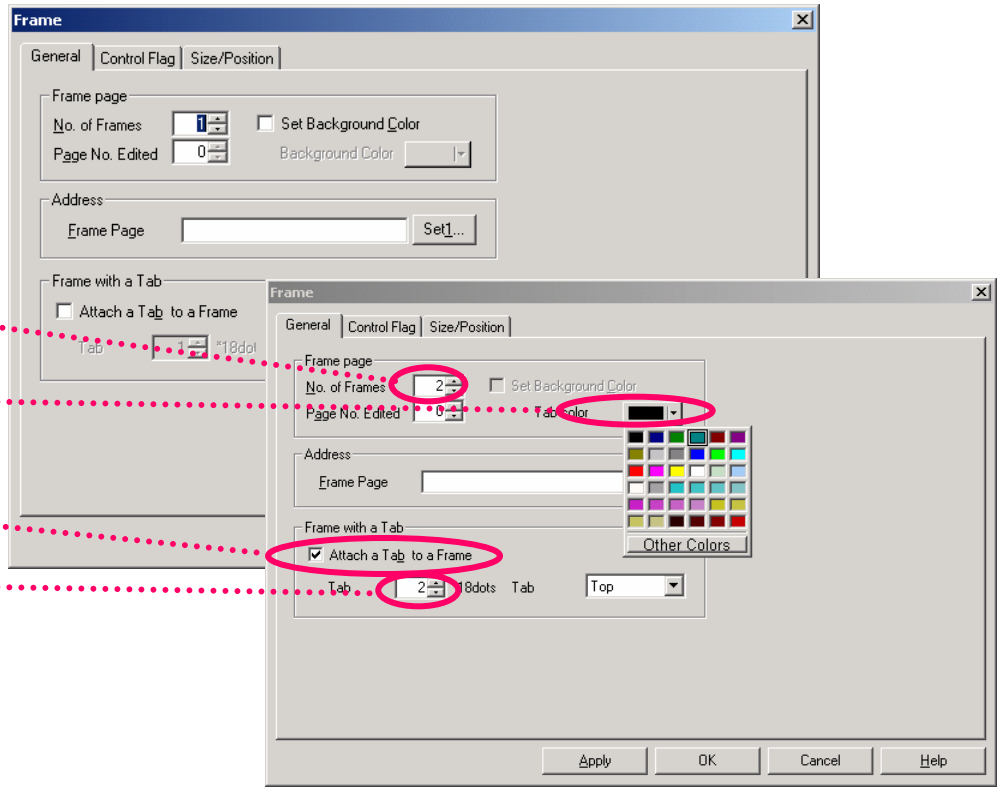 Frame
General Control Flag Size/Position
Frame page
No. of Frames 1 Set Background Color
Page No. Edited 0 Background Color
Address
Frame Page Set1...
Frame with a Tab
Attach a Tab to a Frame
Tab 1 *18dot
Frame
General Control Flag Size/Position
Frame page
No. of Frames 2 Set Background Color
Page No. Edited 0 Tab color
Address
Frame Page
Other Colors
Frame with a Tab
Attach a Tab to a Frame
Tab 2 18dots Tab Top
Apply OK Cancel Help